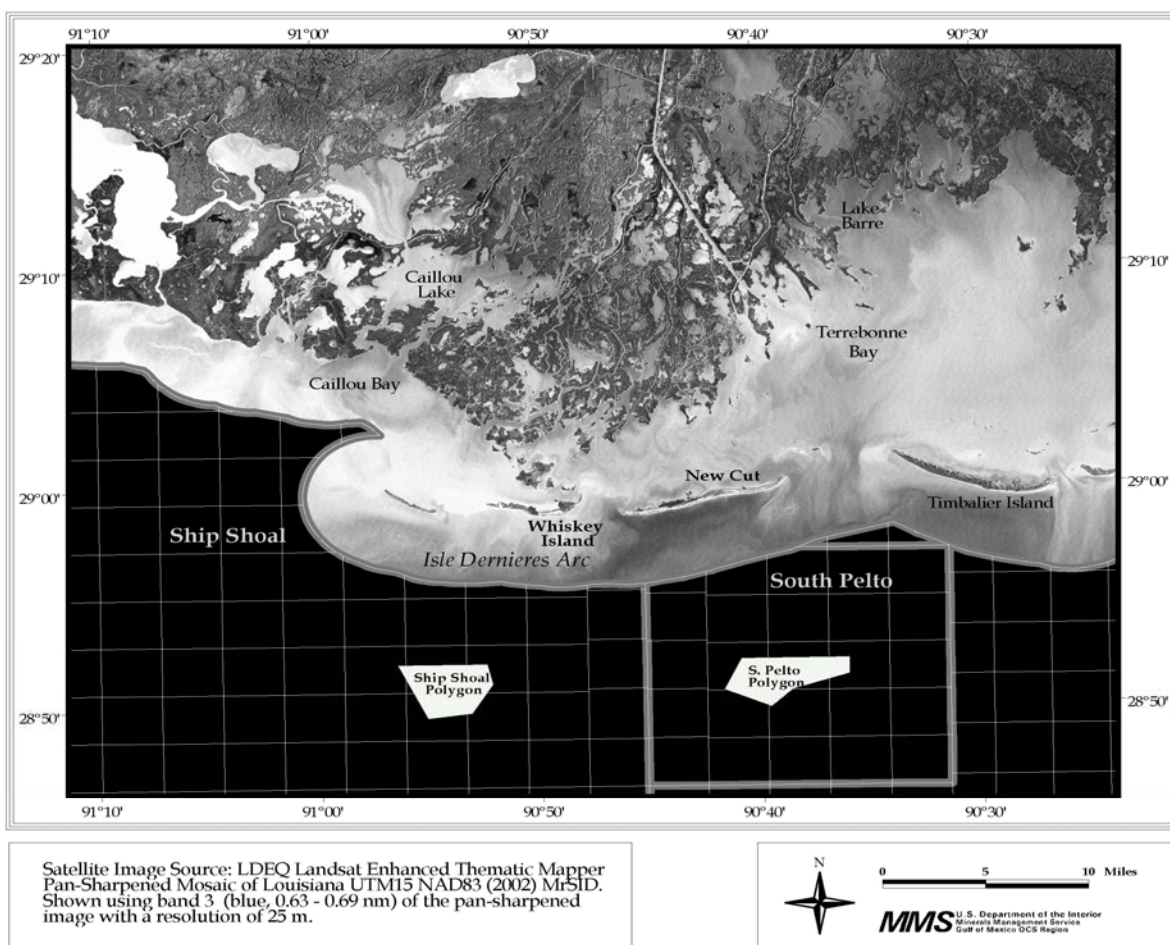 91°10' 91°00' 90°50' 90°40' 90°30'
29°20'
Lake
Barre
29°10'
29°10'
Caillou
Lake
Terrebonne
Bay
Caillou Bay
New Cut
29°00'
29°00'
Timbalier Island
Ship Shoal
Whiskey
Island
Isle Dernieres Arc
South Pelto
Ship Shoal
Polygon
S. Pelto
Polygon
28°50'
28°50'
91°10' 91°00' 90°50' 90°40' 90°30'
Satellite Image Source: LDEQ Landsat Enhanced Thematic Mapper
Pan-Sharpened Mosaic of Louisiana UTM15 NAD83 (2002) MrSID.
Shown using band 3 (blue, 0.63 - 0.69 nm) of the pan-sharpened
image with a resolution of 25 m.
N
0 5 10 Miles
MMS
U.S. Department of the Interior
Minerals Management Service
Gulf of Mexico OCS Region